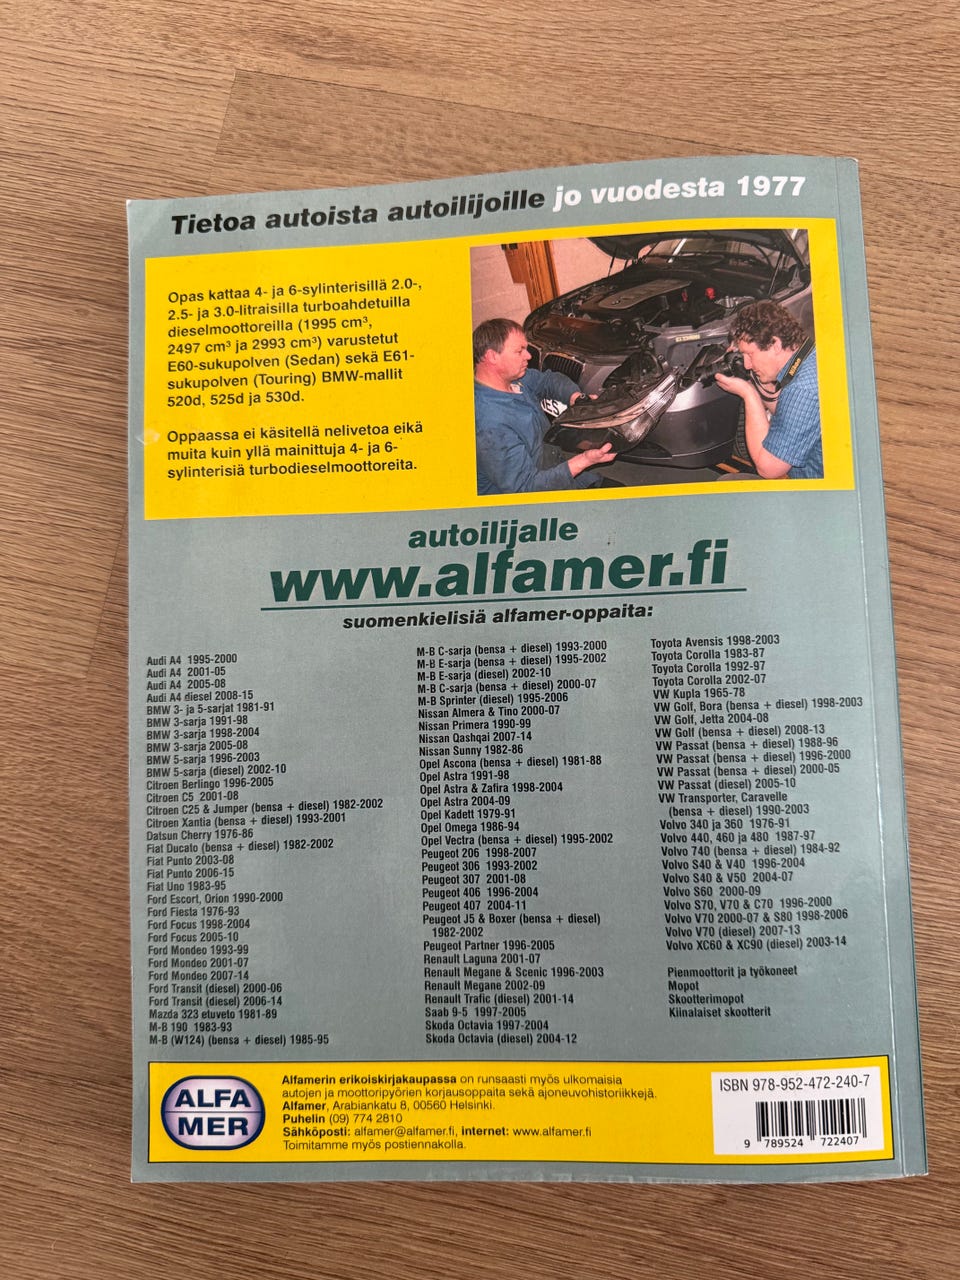 Tietoa autoista autoilijoille jo vuodesta 1977
Opas kattaa 4- ja 6-sylinterisillä 2.0-,
2.5- ja 3.0-litraisilla turboahdetuilla
dieselmoottoreilla (1995 cm³,
2497 cm³ ja 2993 cm³) varustetut
E60-sukupolven (Sedan) sekä E61-
sukupolven (Touring) BMW-mallit
520d, 525d ja 530d.
Oppaassa ei käsitellä nelivetoa eikä
muita kuin yllä mainittuja 4- ja 6-
sylinterisiä turbodieselmoottoreita.
autoilijalle
www.alfamer.fi
suomenkielisiä alfamer-oppaita:
Audi A4 1995-2000
Audi A4 2001-05
Audi A4 2005-08
Audi A4 diesel 2008-15
BMW 3- ja 5-sarjat 1981-91
BMW 3-sarja 1991-98
BMW 3-sarja 1998-2004
BMW 3-sarja 2005-08
BMW 5-sarja 1996-2003
BMW 5-sarja (diesel) 2002-10
Citroen Berlingo 1996-2005
Citroen C5 2001-08
Citroen C25 & Jumper (bensa + diesel) 1982-2002
Citroen Xantia (bensa + diesel) 1993-2001
Datsun Cherry 1976-86
Fiat Ducato (bensa + diesel) 1982-2002
Fiat Punto 2003-08
Fiat Punto 2006-15
Fiat Uno 1983-95
Ford Escort, Orion 1990-2000
Ford Fiesta 1976-93
Ford Focus 1998-2004
Ford Focus 2005-10
Ford Mondeo 1993-99
Ford Mondeo 2001-07
Ford Mondeo 2007-14
Ford Transit (diesel) 2000-06
Ford Transit (diesel) 2006-14
Mazda 323 etuveto 1981-89
M-B 190 1983-93
M-B (W124) (bensa + diesel) 1985-95
M-B C-sarja (bensa + diesel) 1993-2000
M-B E-sarja (bensa + diesel) 1995-2002
M-B E-sarja (diesel) 2002-10
M-B C-sarja (bensa + diesel) 2000-07
M-B Sprinter (diesel) 1995-2006
Nissan Almera & Tino 2000-07
Nissan Primera 1990-99
Nissan Qashqai 2007-14
Nissan Sunny 1982-86
Opel Ascona (bensa + diesel) 1981-88
Opel Astra 1991-98
Opel Astra & Zafira 1998-2004
Opel Astra 2004-09
Opel Kadett 1979-91
Opel Omega 1986-94
Opel Vectra (bensa + diesel) 1995-2002
Peugeot 206 1998-2007
Peugeot 306 1993-2002
Peugeot 307 2001-08
Peugeot 406 1996-2004
Peugeot 407 2004-11
Peugeot J5 & Boxer (bensa + diesel)
1982-2002
Peugeot Partner 1996-2005
Renault Laguna 2001-07
Renault Megane & Scenic 1996-2003
Renault Megane 2002-09
Renault Trafic (diesel) 2001-14
Saab 9-5 1997-2005
Skoda Octavia 1997-2004
Skoda Octavia (diesel) 2004-12
Toyota Avensis 1998-2003
Toyota Corolla 1983-87
Toyota Corolla 1992-97
Toyota Corolla 2002-07
VW Kupla 1965-78
VW Golf, Bora (bensa + diesel) 1998-2003
VW Golf, Jetta 2004-08
VW Golf (bensa + diesel) 2008-13
VW Passat (bensa + diesel) 1988-96
VW Passat (bensa + diesel) 1996-2000
VW Passat (bensa + diesel) 2000-05
VW Passat (diesel) 2005-10
VW Transporter, Caravelle
(bensa + diesel) 1990-2003
Volvo 340 ja 360 1976-91
Volvo 440, 460 ja 480 1987-97
Volvo 740 (bensa + diesel) 1984-92
Volvo S40 & V40 1996-2004
Volvo S40 & V50 2004-07
Volvo S60 2000-09
Volvo S70, V70 & C70 1996-2000
Volvo V70 2000-07 & S80 1998-2006
Volvo V70 (diesel) 2007-13
Volvo XC60 & XC90 (diesel) 2003-14
Pienmoottorit ja työkoneet
Mopot
Skootterimopot
Kiinalaiset skootterit
ALFA
MER
Alfamerin erikoiskirjakaupassa on runsaasti myös ulkomaisia
autojen ja moottoripyörien korjausoppaita sekä ajoneuvohistoriikkejä.
Alfamer, Arabiankatu 8, 00560 Helsinki.
Puhelin (09) 774 2810
Sähköposti: alfamer@alfamer.fi, internet: www.alfamer.fi
Toimitamme myös postiennakolla.
ISBN 978-952-472-240-7
9 789524 722407